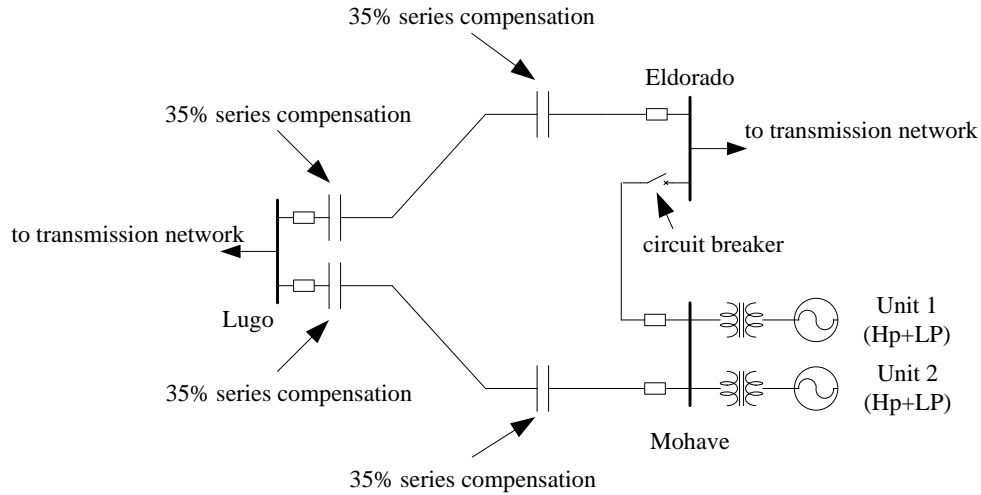 35% series compensation
Eldorado
35% series compensation
to transmission network
to transmission network
circuit breaker
Lugo
Unit 1
(Hp+LP)
Unit 2
(Hp+LP)
35% series compensation
Mohave
35% series compensation